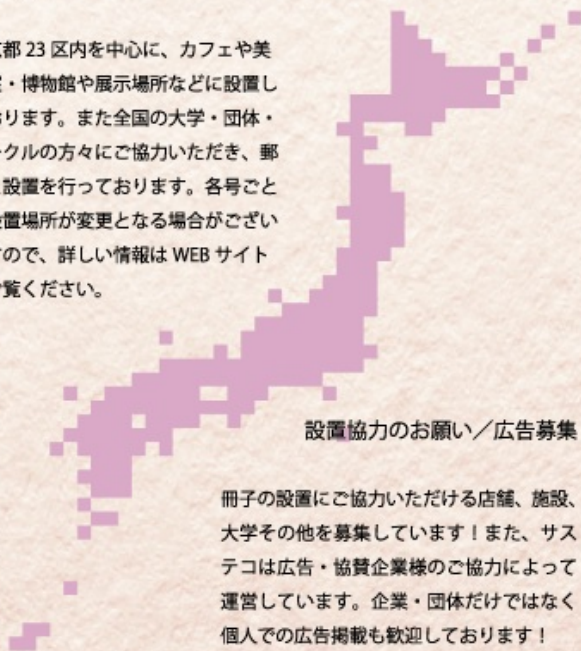 都 23 区内を中心に、カフェや美
・博物館や展示場所などに設置し
ります。また全国の大学・団体・
クルの方々にご協力いただき、郵
設置を行っております。各号ごと
置場所が変更となる場合がござい
ので、詳しい情報は WEB サイト
覧ください。
設置協力のお願い／広告募集
冊子の設置にご協力いただける店舗、施設、
大学その他を募集しています！また、サス
テコは広告・協賛企業様のご協力によって
運営しています。企業・団体だけではなく
個人での広告掲載も歓迎しております！